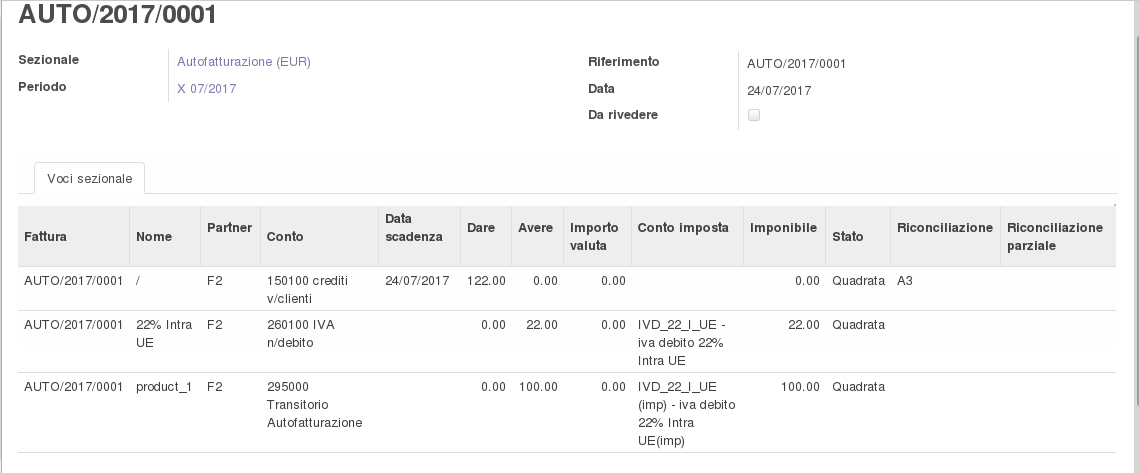 AUTO/2017/0001
Sezionale Autofatturazione (EUR)
Periodo X 07/2017
Riferimento AUTO/2017/0001
Data 24/07/2017
Da rivedere
Voci sezionale
Fattura Nome Partner Conto Data scadenza Dare Avere Importo valuta Conto imposta Imponibile Stato Riconciliazione Riconciliazione parziale
AUTO/2017/0001 / F2 150100 crediti v/clienti 24/07/2017 122.00 0.00 0.00 0.00 Quadrata A3
AUTO/2017/0001 22% Intra UE F2 260100 IVA n/debito 0.00 22.00 0.00 IVD_22_I_UE - iva debito 22% Intra UE 22.00 Quadrata
AUTO/2017/0001 product_1 F2 295000 Transitorio Autofatturazione 0.00 100.00 0.00 IVD_22_I_UE (imp) - iva debito 22% Intra UE(imp) 100.00 Quadrata